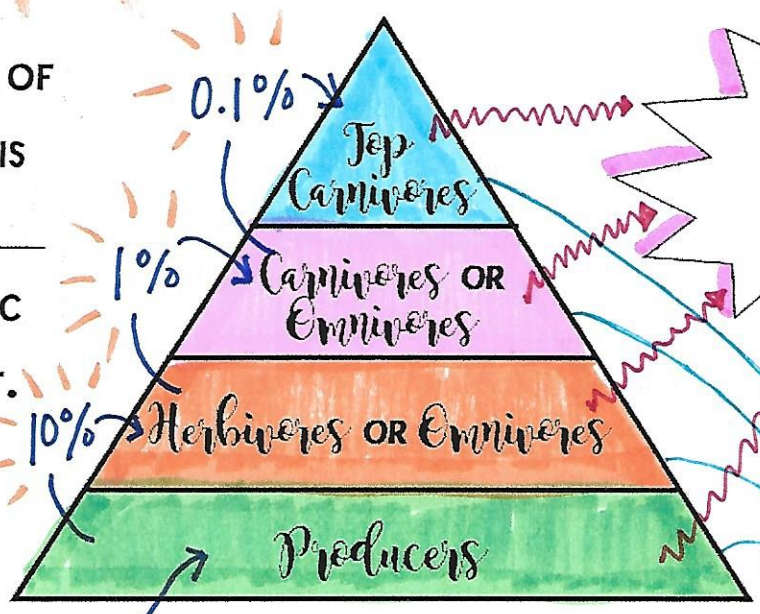 OF
IS
C
.
0.1%
1%
10%
Top
Carnivores
Carnivores OR
Omnivores
Herbivores OR Omnivores
Producers